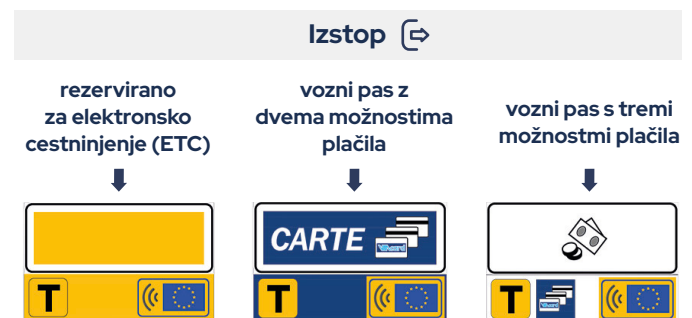 Izstop
rezervirano
za elektronsko
cestninjenje (ETC)
vozni pas z
dvema možnostima
plačila
vozni pas s tremi
možnostmi plačila
CARTE
T
T
T